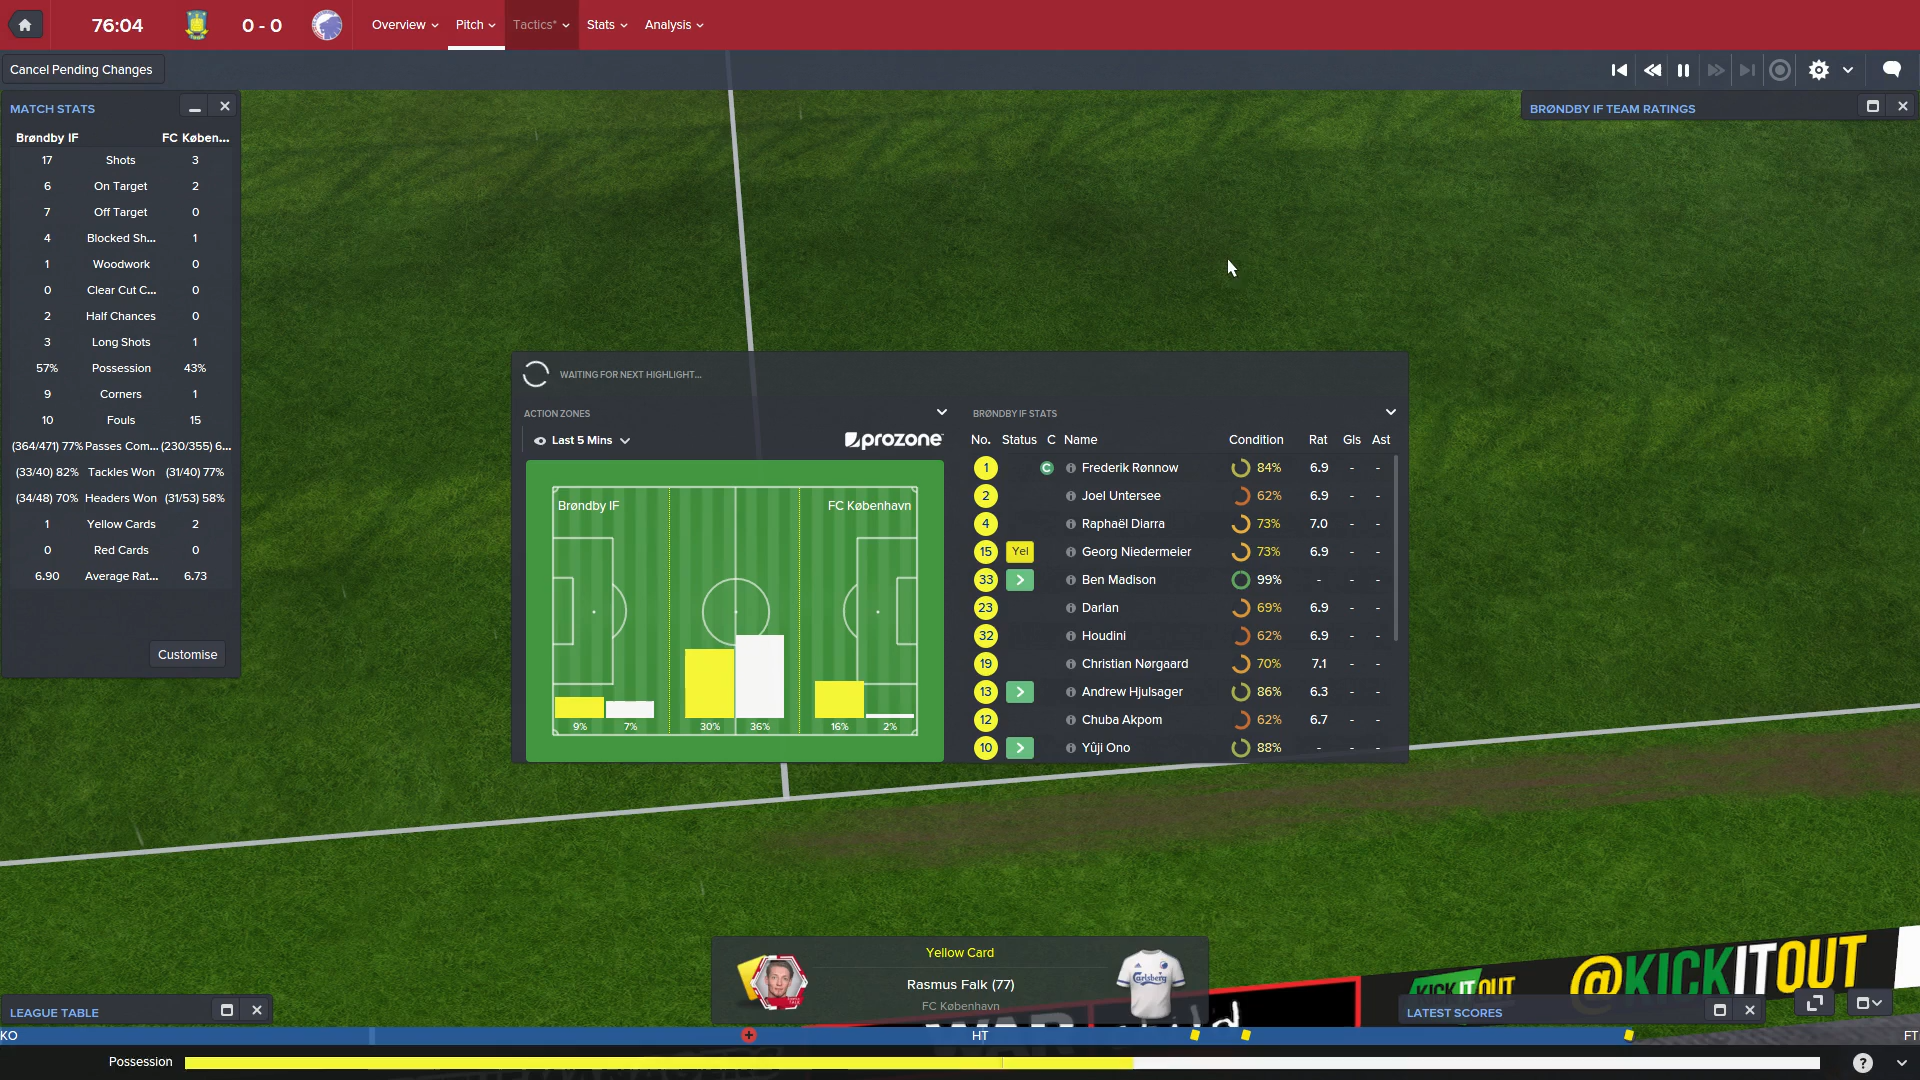 76:04
0 - 0
Overview
Pitch
Tactics*
Stats
Analysis
Cancel Pending Changes
MATCH STATS
Brøndby IF FC Køben...
17 Shots 3
6 On Target 2
7 Off Target 0
4 Blocked Sh... 1
1 Woodwork 0
0 Clear Cut C... 0
2 Half Chances 0
3 Long Shots 1
57% Possession 43%
9 Corners 1
10 Fouls 15
(364/471) 77% Passes Com... (230/355) 6...
(33/40) 82% Tackles Won (31/40) 77%
(34/48) 70% Headers Won (31/53) 58%
1 Yellow Cards 2
0 Red Cards 0
6.90 Average Rat... 6.73
Customise
BRØNDBY IF TEAM RATINGS
WAITING FOR NEXT HIGHLIGHT...
ACTION ZONES
Last 5 Mins
prozone
Brøndby IF FC København
9% 7% 30% 36% 16% 2%
BRØNDBY IF STATS
No. Status C Name Condition Rat Gls Ast
1 C Frederik Rønnow 84% 6.9 - -
2 Joel Untersee 62% 6.9 - -
4 Raphaël Diarra 73% 7.0 - -
15 Yel Georg Niedermeier 73% 6.9 - -
33 Ben Madison 99% - - -
23 Darlan 69% 6.9 - -
32 Houdini 62% 6.9 - -
19 Christian Nørgaard 70% 7.1 - -
13 Andrew Hjulsager 86% 6.3 - -
12 Chuba Akpom 62% 6.7 - -
10 Yûji Ono 88% - - -
Yellow Card
Rasmus Falk (77)
FC København
Carlsberg
KICK IT OUT
@KICKITOUT
WAR child
LEAGUE TABLE
LATEST SCORES
KO
HT
FT
Possession
?